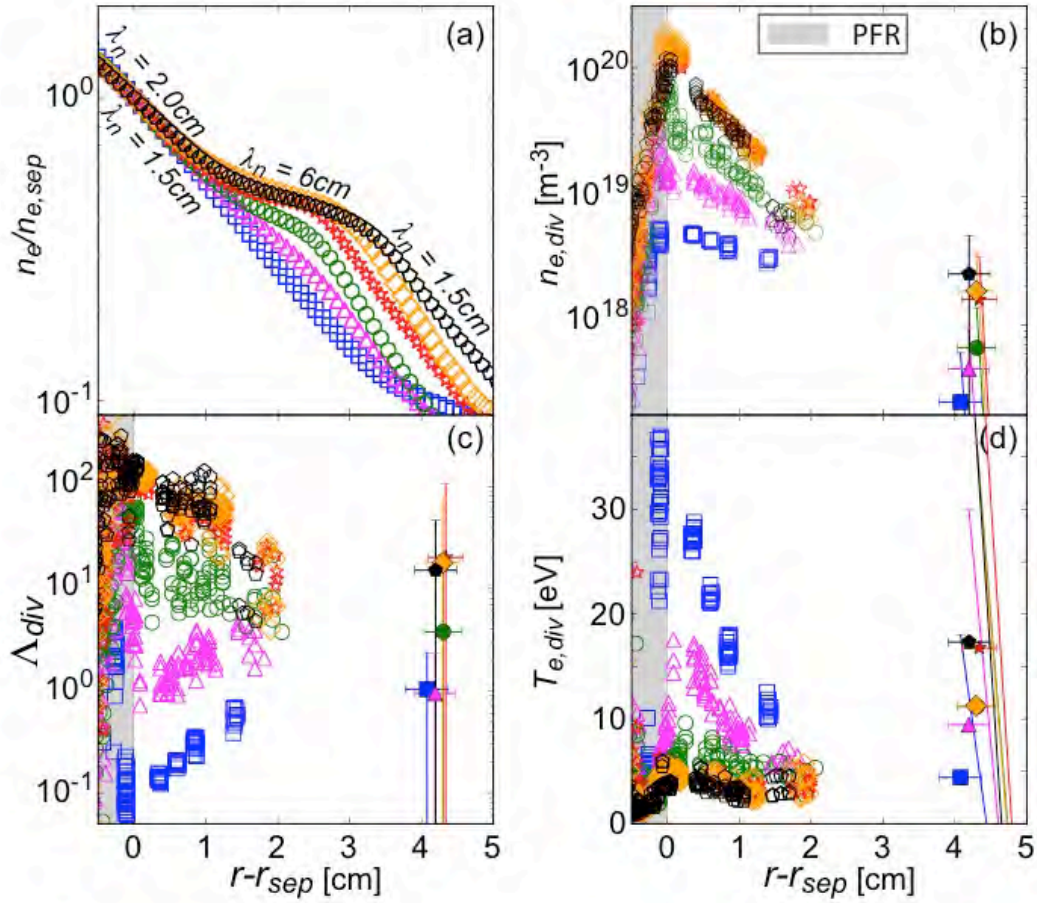 (a)
λn = 2.0cm
λn = 1.5cm
λn = 6cm
λn = 1.5cm
10^0
10^-1
ne/ne,sep
(b)
PFR
10^20
10^19
10^18
ne,div [m-3]
(c)
10^2
10^1
10^0
10^-1
Λdiv
0 1 2 3 4 5
r-rsep [cm]
(d)
30
20
10
0
Te,div [eV]
0 1 2 3 4 5
r-rsep [cm]